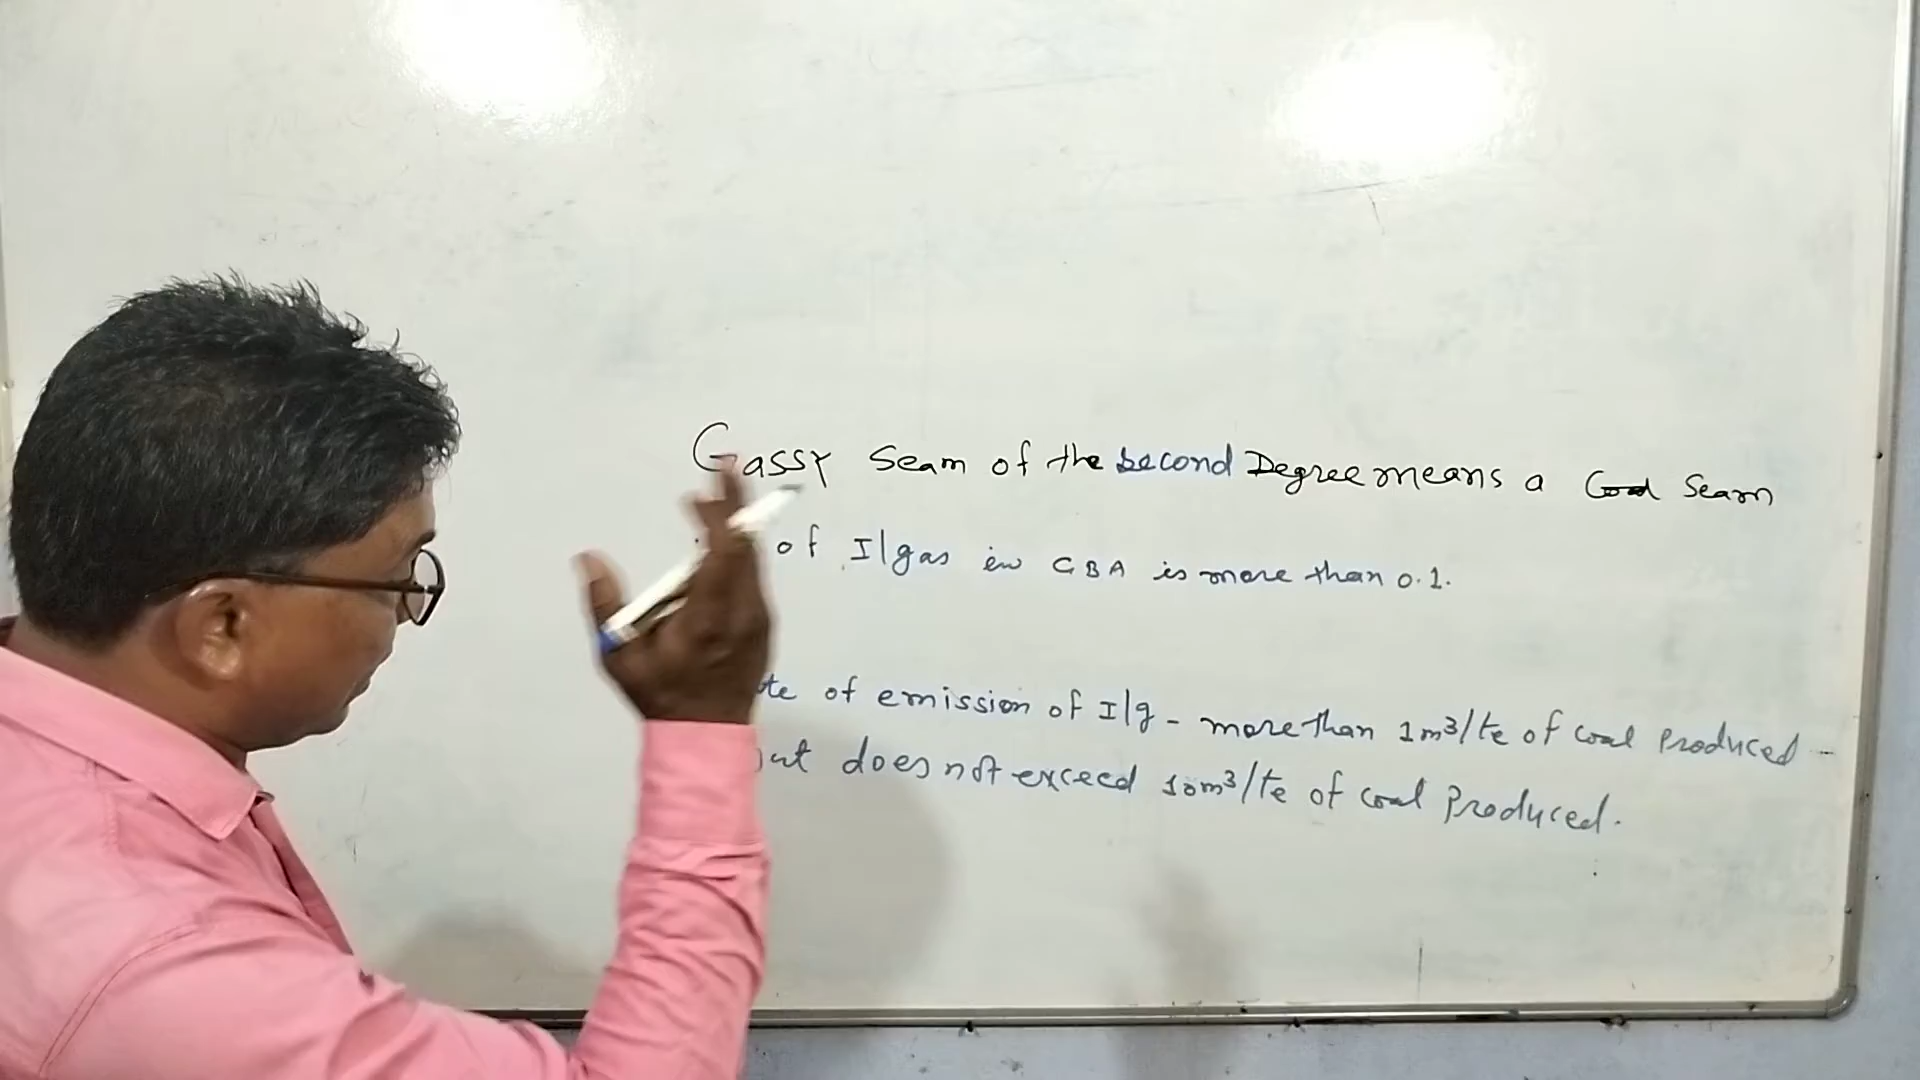 Gassy Seam of the second Degree means a Coal Seam
of I/gas in GBA is more than 0.1.
of emission of I/g - more than 1m³/te of coal Produced
does not exceed 10m³/te of coal Produced.